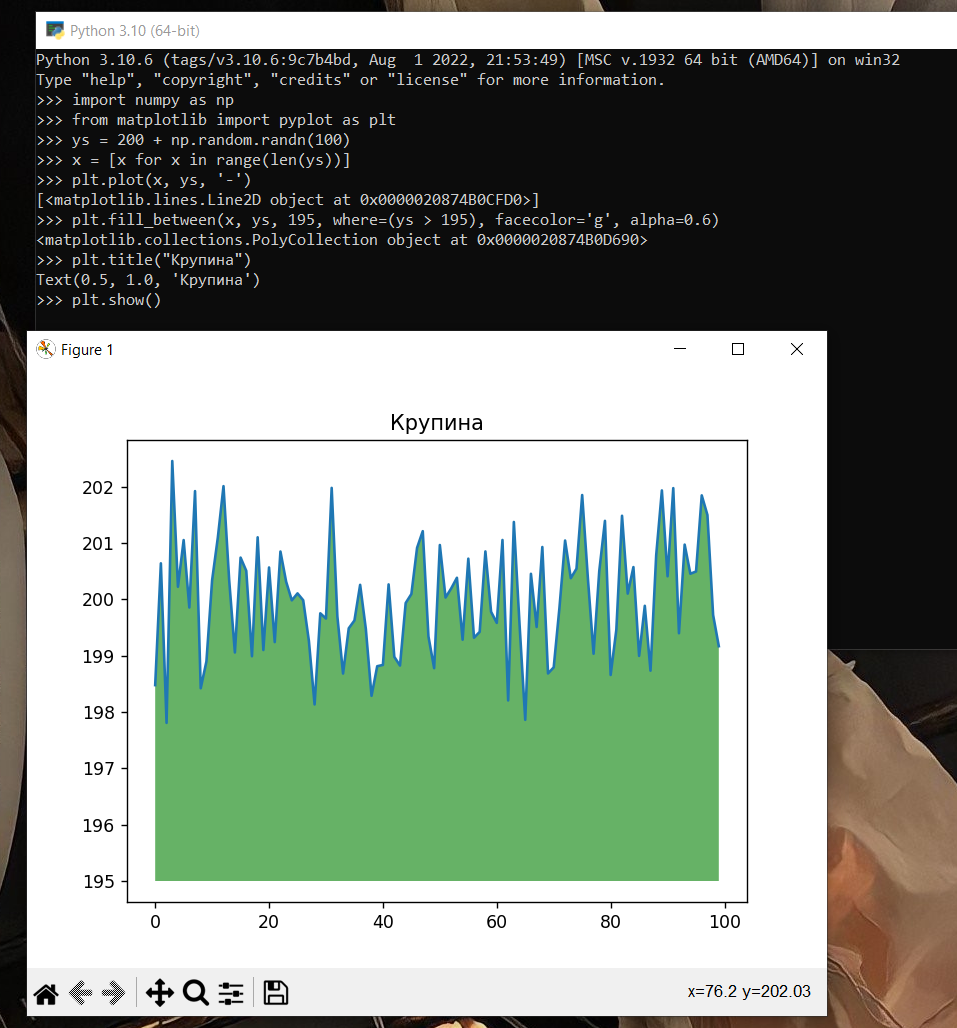 Python 3.10 (64-bit)
Python 3.10.6 (tags/v3.10.6:9c7b4bd, Aug  1 2022, 21:53:49) [MSC v.1932 64 bit (AMD64)] on win32
Type "help", "copyright", "credits" or "license" for more information.
>>> import numpy as np
>>> from matplotlib import pyplot as plt
>>> ys = 200 + np.random.randn(100)
>>> x = [x for x in range(len(ys))]
>>> plt.plot(x, ys, '-')
[<matplotlib.lines.Line2D object at 0x0000020874B0CFD0>]
>>> plt.fill_between(x, ys, 195, where=(ys > 195), facecolor='g', alpha=0.6)
<matplotlib.collections.PolyCollection object at 0x0000020874B0D690>
>>> plt.title("Крупина")
Text(0.5, 1.0, 'Крупина')
>>> plt.show()
Figure 1
Крупина
202
201
200
199
198
197
196
195
0 20 40 60 80 100
x=76.2 y=202.03